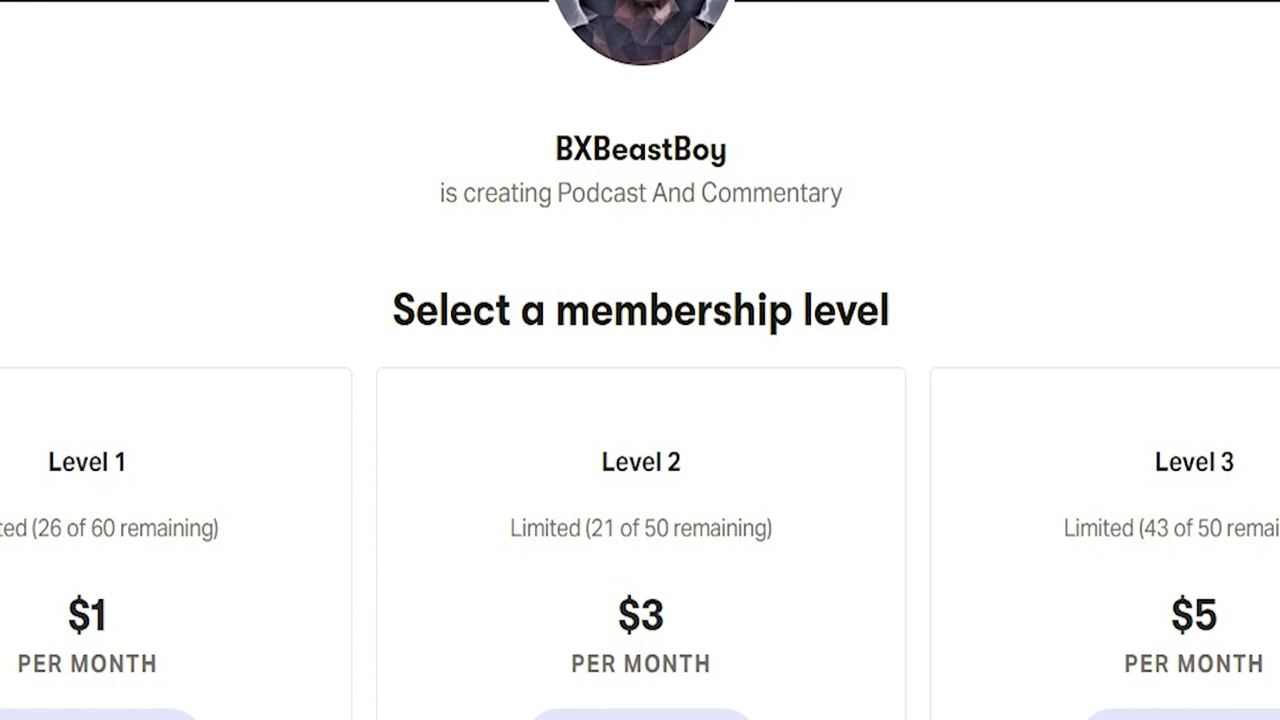 BXBeastBoy
is creating Podcast And Commentary
Select a membership level
Level 1
(26 of 60 remaining)
$1
PER MONTH
Level 2
Limited (21 of 50 remaining)
$3
PER MONTH
Level 3
Limited (43 of 50
$5
PER MONTH